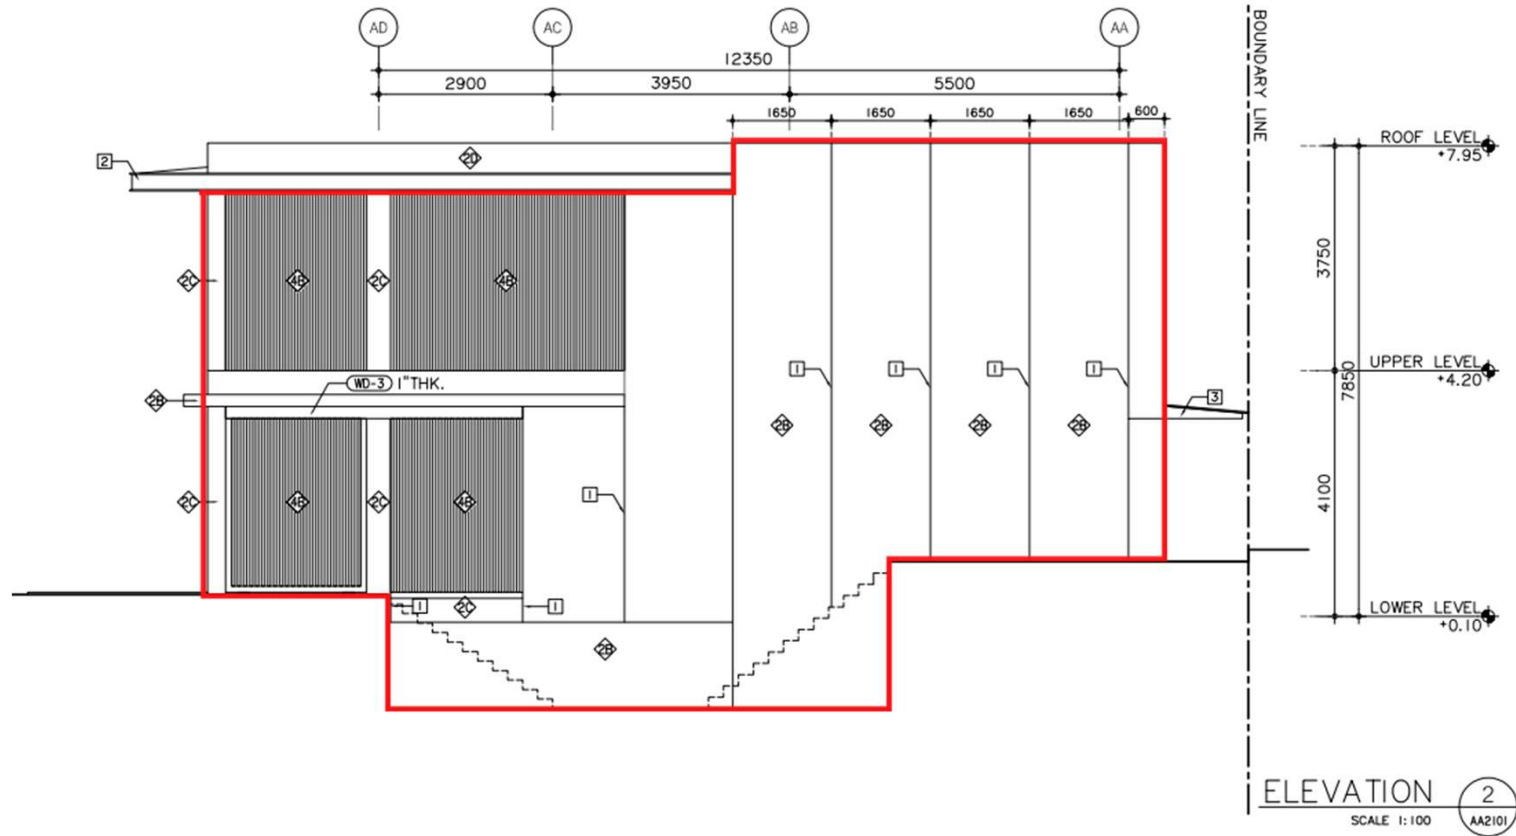 AD AC AB AA
12350
2900 3950 5500
1650 1650 1650 1650 600
BOUNDARY LINE
ROOF LEVEL
+7.95
2
2D
3750
2C 4B 2C 4B
UPPER LEVEL
+4.20
7850
WD-3 1"THK.
1 1 1 1
2B
3
2B 2B 2B 2B
4100
2C 4B 2C 4B
1
1 2C 1
LOWER LEVEL
+0.10
2B
ELEVATION 2
SCALE 1:100 AA2101